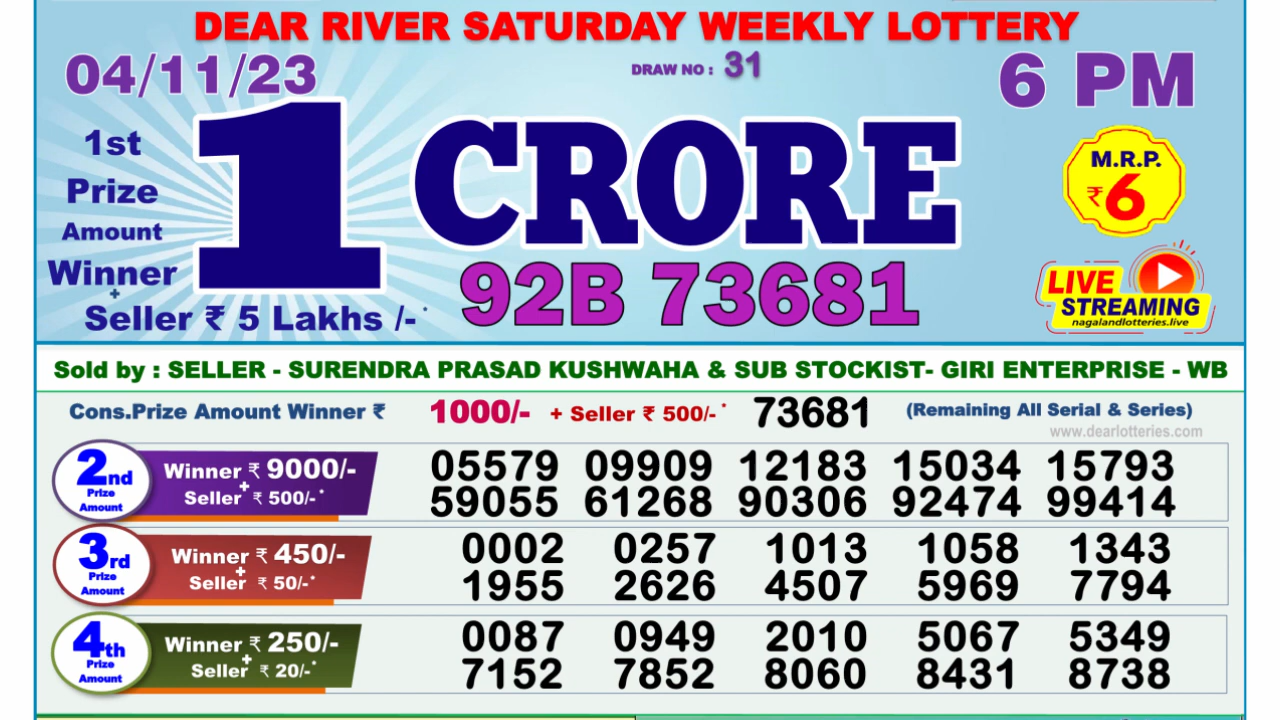 DEAR RIVER SATURDAY WEEKLY LOTTERY
04/11/23
DRAW NO : 31
6 PM
1st
Prize
Amount
Winner
+
Seller ₹ 5 Lakhs /-*
1 CRORE
92B 73681
M.R.P.
₹6
LIVE
STREAMING
nagalandlotteries.live
Sold by : SELLER - SURENDRA PRASAD KUSHWAHA & SUB STOCKIST- GIRI ENTERPRISE - WB
Cons.Prize Amount Winner ₹ 1000/- + Seller ₹ 500/-* 73681 (Remaining All Serial & Series)
www.dearlotteries.com
2nd
Prize
Amount
Winner ₹ 9000/-
+
Seller ₹ 500/-*
05579 09909 12183 15034 15793
59055 61268 90306 92474 99414
3rd
Prize
Amount
Winner ₹ 450/-
+
Seller ₹ 50/-*
0002 0257 1013 1058 1343
1955 2626 4507 5969 7794
4th
Prize
Amount
Winner ₹ 250/-
+
Seller ₹ 20/-*
0087 0949 2010 5067 5349
7152 7852 8060 8431 8738